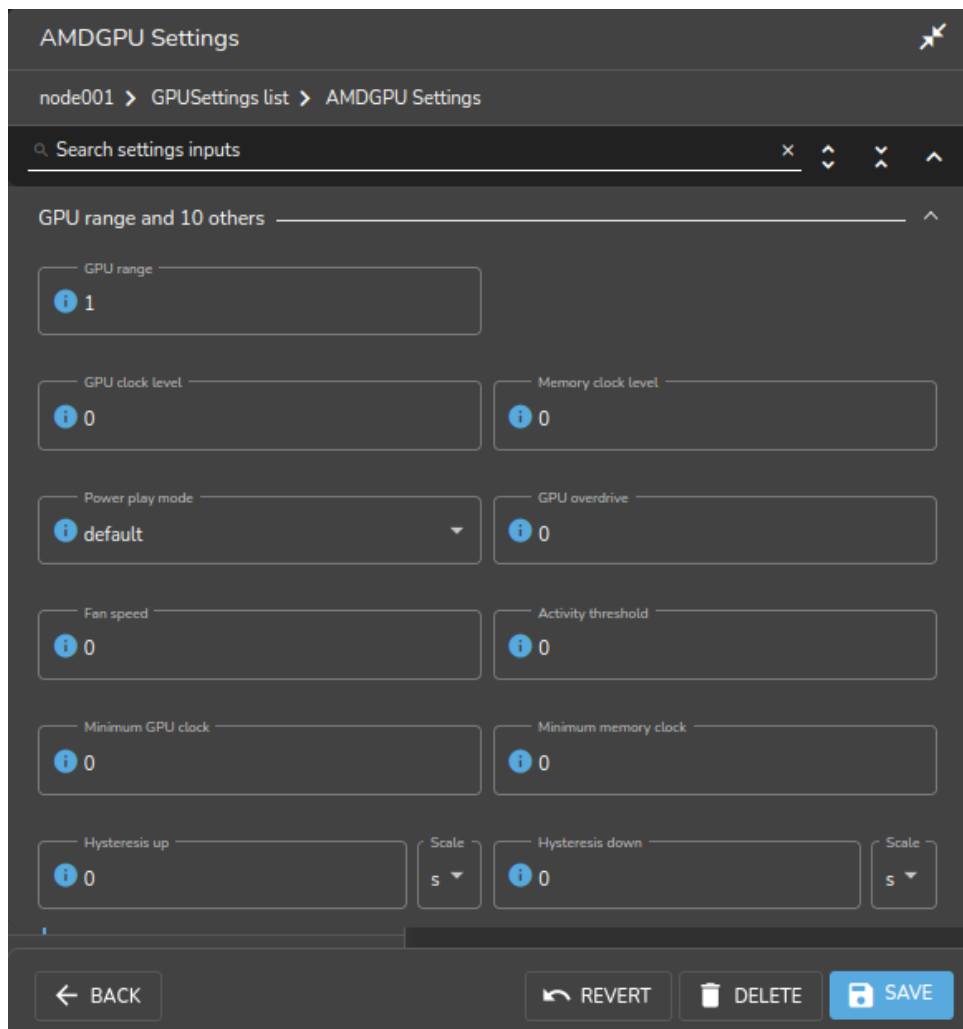 AMDGPU Settings
node001 > GPUSettings list > AMDGPU Settings
Search settings inputs
GPU range and 10 others
GPU range
1
GPU clock level
0
Memory clock level
0
Power play mode
default
GPU overdrive
0
Fan speed
0
Activity threshold
0
Minimum GPU clock
0
Minimum memory clock
0
Hysteresis up
0
Scale
s
Hysteresis down
0
Scale
s
BACK
REVERT
DELETE
SAVE